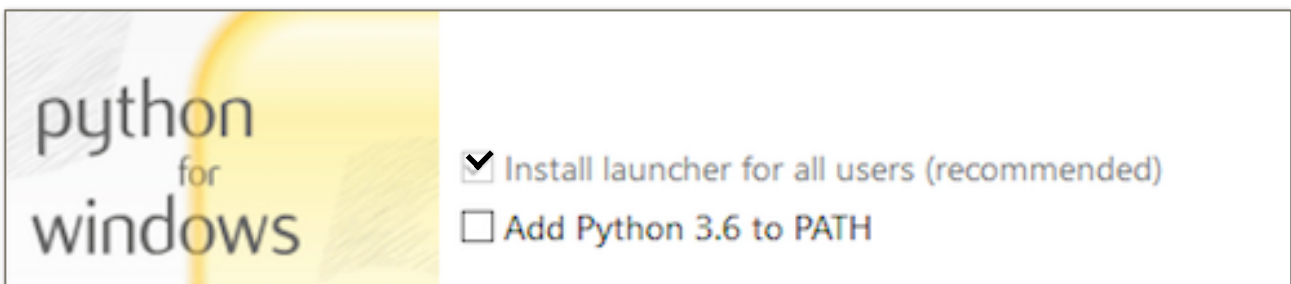 python
for
windows
Install launcher for all users (recommended)
Add Python 3.6 to PATH